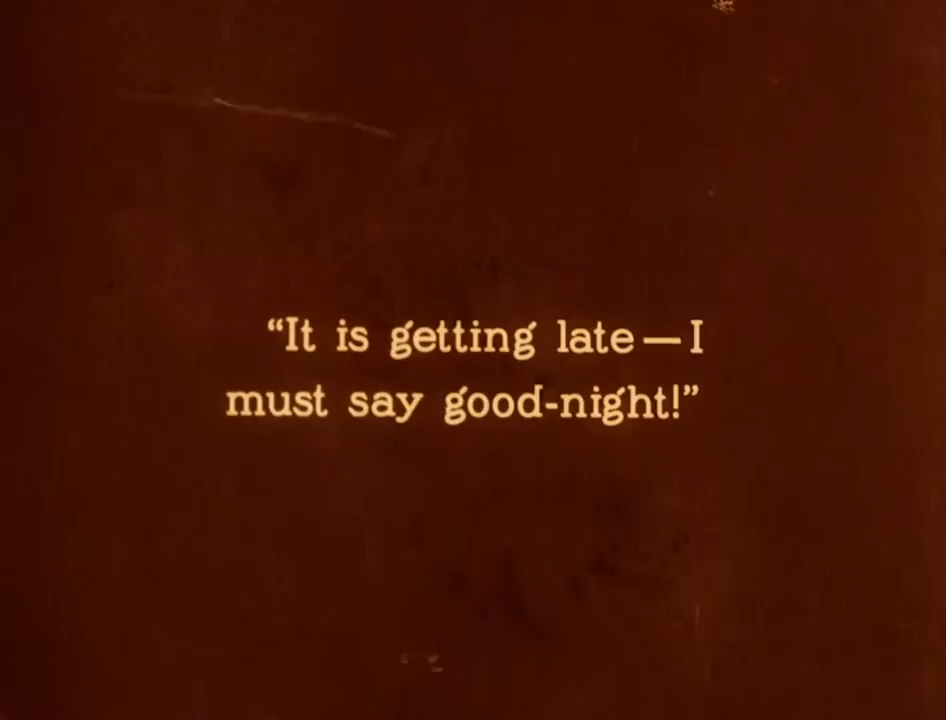 “It is getting late — I
must say good-night!”